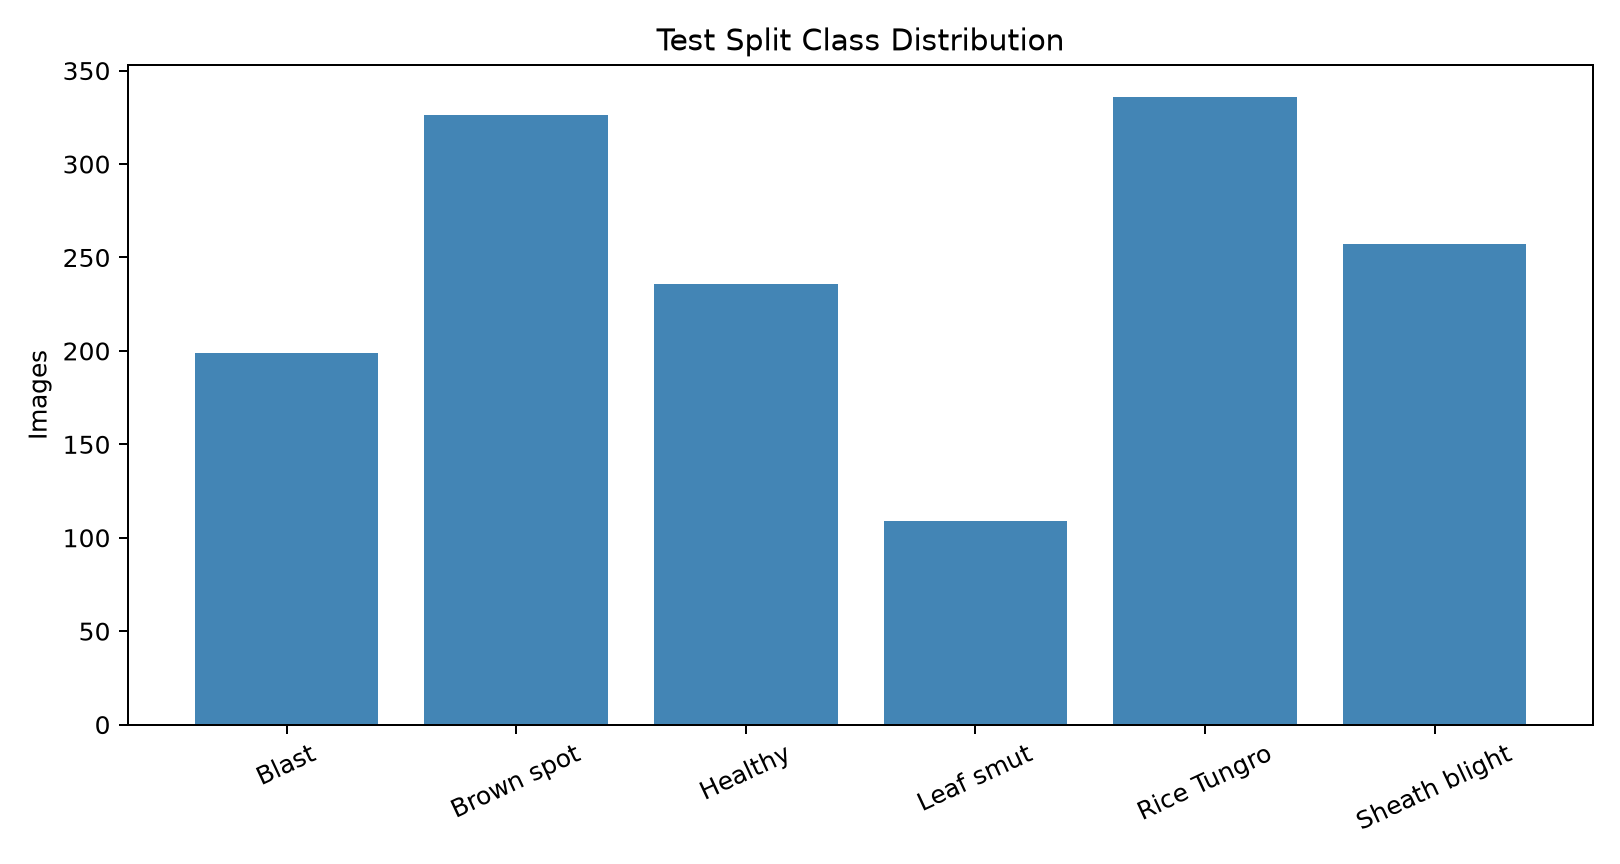 Test Split Class Distribution
Images
350
300
250
200
150
100
50
0
Blast
Brown spot
Healthy
Leaf smut
Rice Tungro
Sheath blight